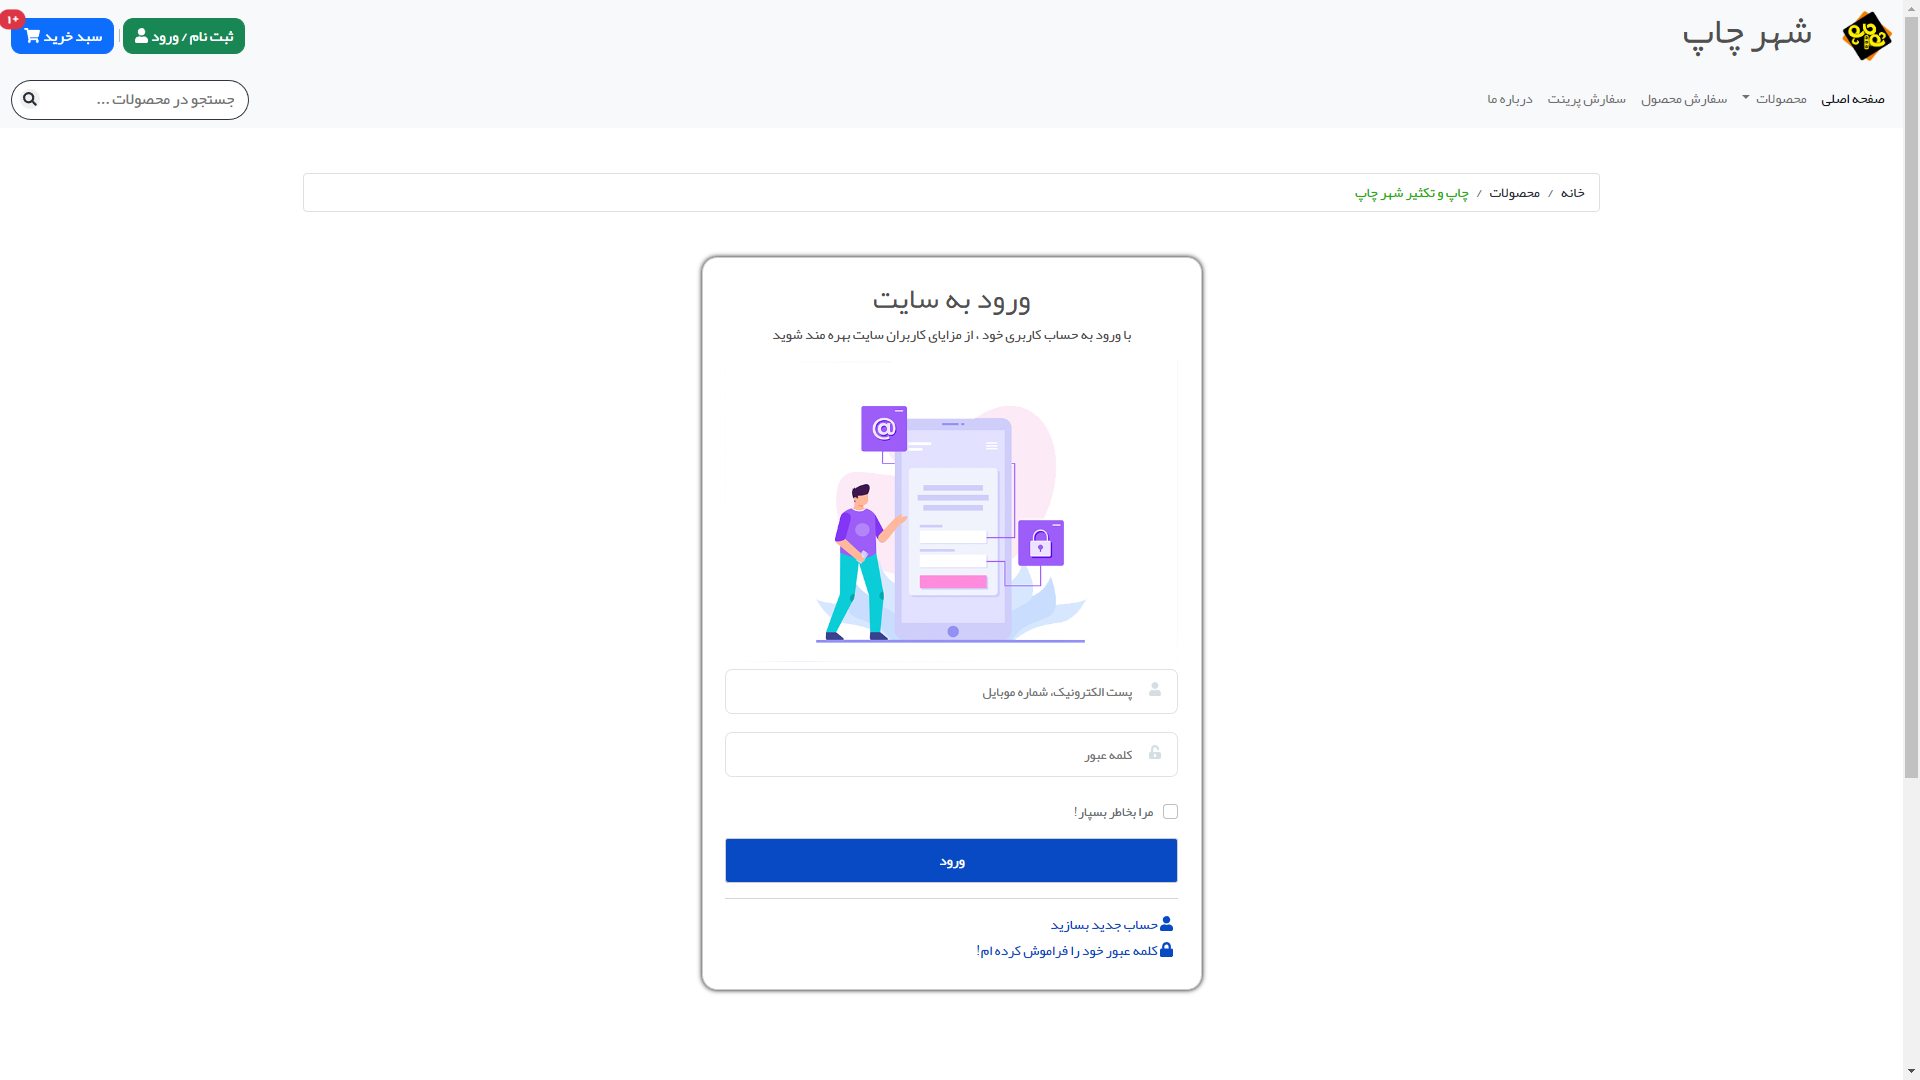 شهر چاپ
ثبت نام / ورود
سبد خرید
+۱
صفحه اصلی
محصولات
سفارش محصول
سفارش پرینت
درباره ما
جستجو در محصولات ...
خانه / محصولات / چاپ و تکثیر شهر چاپ
ورود به سایت
با ورود به حساب کاربری خود ، از مزایای کاربران سایت بهره مند شوید
@
پست الکترونیک، شماره موبایل
کلمه عبور
مرا بخاطر بسپار!
ورود
حساب جدید بسازید
کلمه عبور خود را فراموش کرده ام!